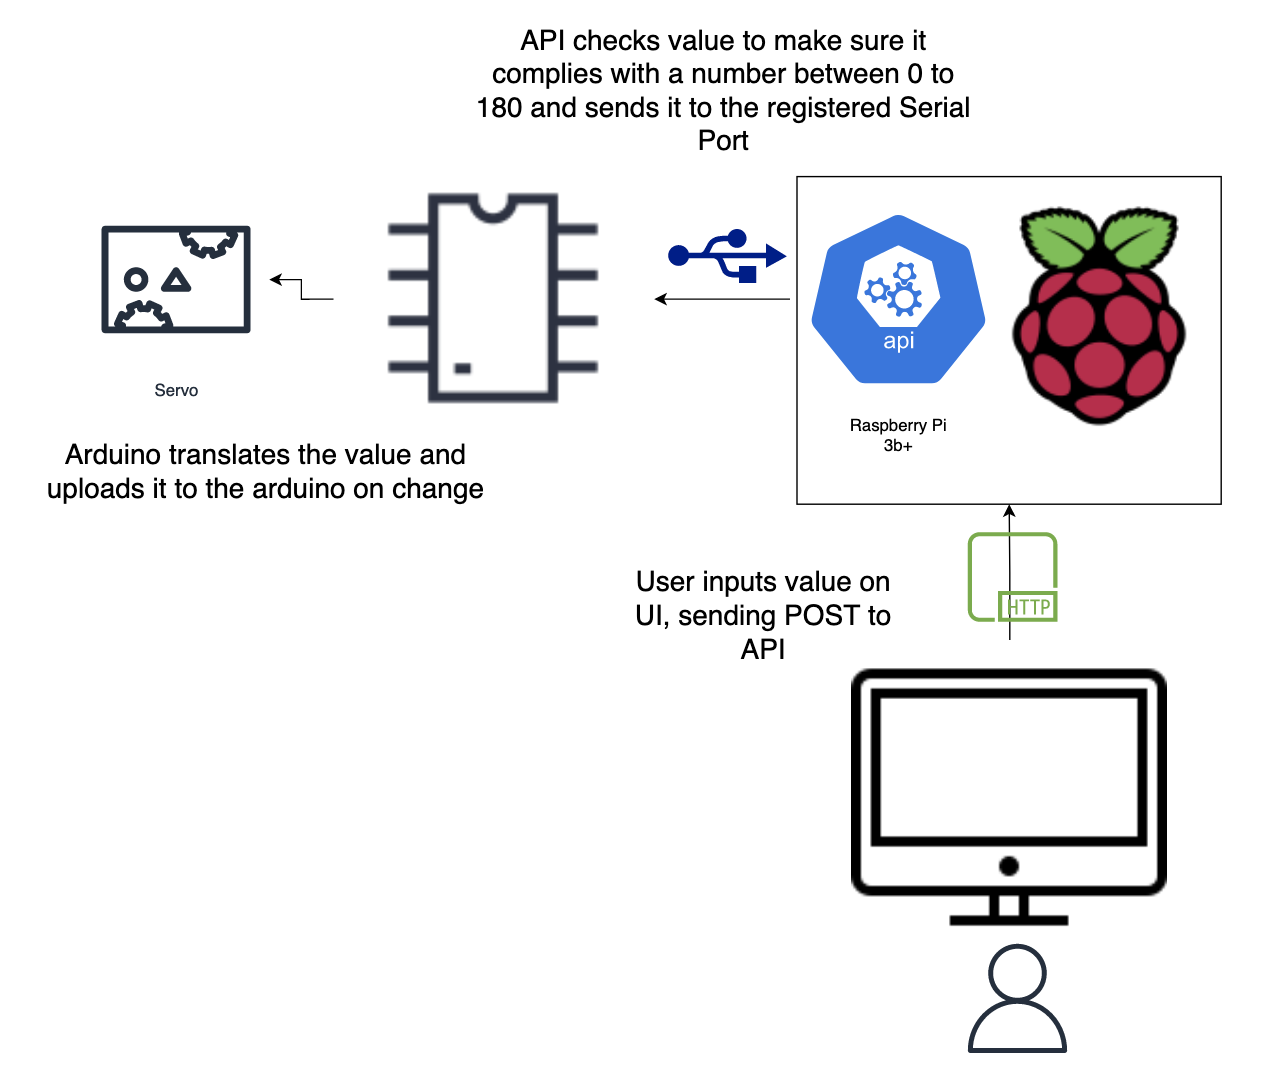 API checks value to make sure it
complies with a number between 0 to
180 and sends it to the registered Serial
Port
api
Raspberry Pi
3b+
Servo
Arduino translates the value and
uploads it to the arduino on change
User inputs value on
UI, sending POST to
API
HTTP